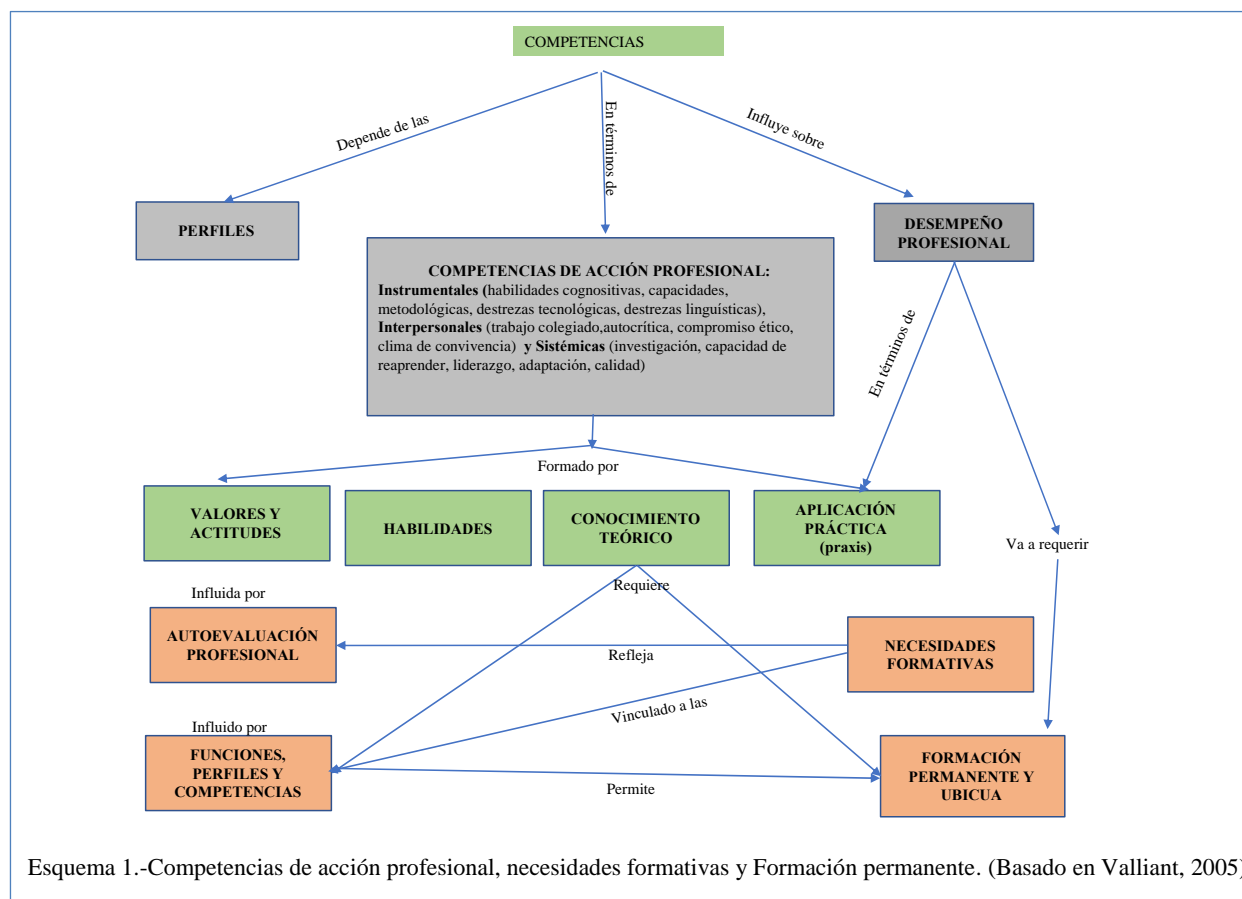 COMPETENCIAS
Depende de las
En términos de
Influye sobre
PERFILES
DESEMPEÑO
PROFESIONAL
COMPETENCIAS DE ACCIÓN PROFESIONAL:
Instrumentales (habilidades cognositivas, capacidades,
metodológicas, destrezas tecnológicas, destrezas linguísticas),
Interpersonales (trabajo colegiado,autocrítica, compromiso ético,
clima de convivencia)  y Sistémicas (investigación, capacidad de
reaprender, liderazgo, adaptación, calidad)
En términos de
Formado por
VALORES Y
ACTITUDES
HABILIDADES
CONOCIMIENTO
TEÓRICO
APLICACIÓN
PRÁCTICA
(praxis)
Va a requerir
Influida por
Requiere
AUTOEVALUACIÓN
PROFESIONAL
Refleja
NECESIDADES
FORMATIVAS
Vinculado a las
Influido por
FUNCIONES,
PERFILES Y
COMPETENCIAS
Permite
FORMACIÓN
PERMANENTE Y
UBICUA
Esquema 1.-Competencias de acción profesional, necesidades formativas y Formación permanente. (Basado en Valliant, 2005)